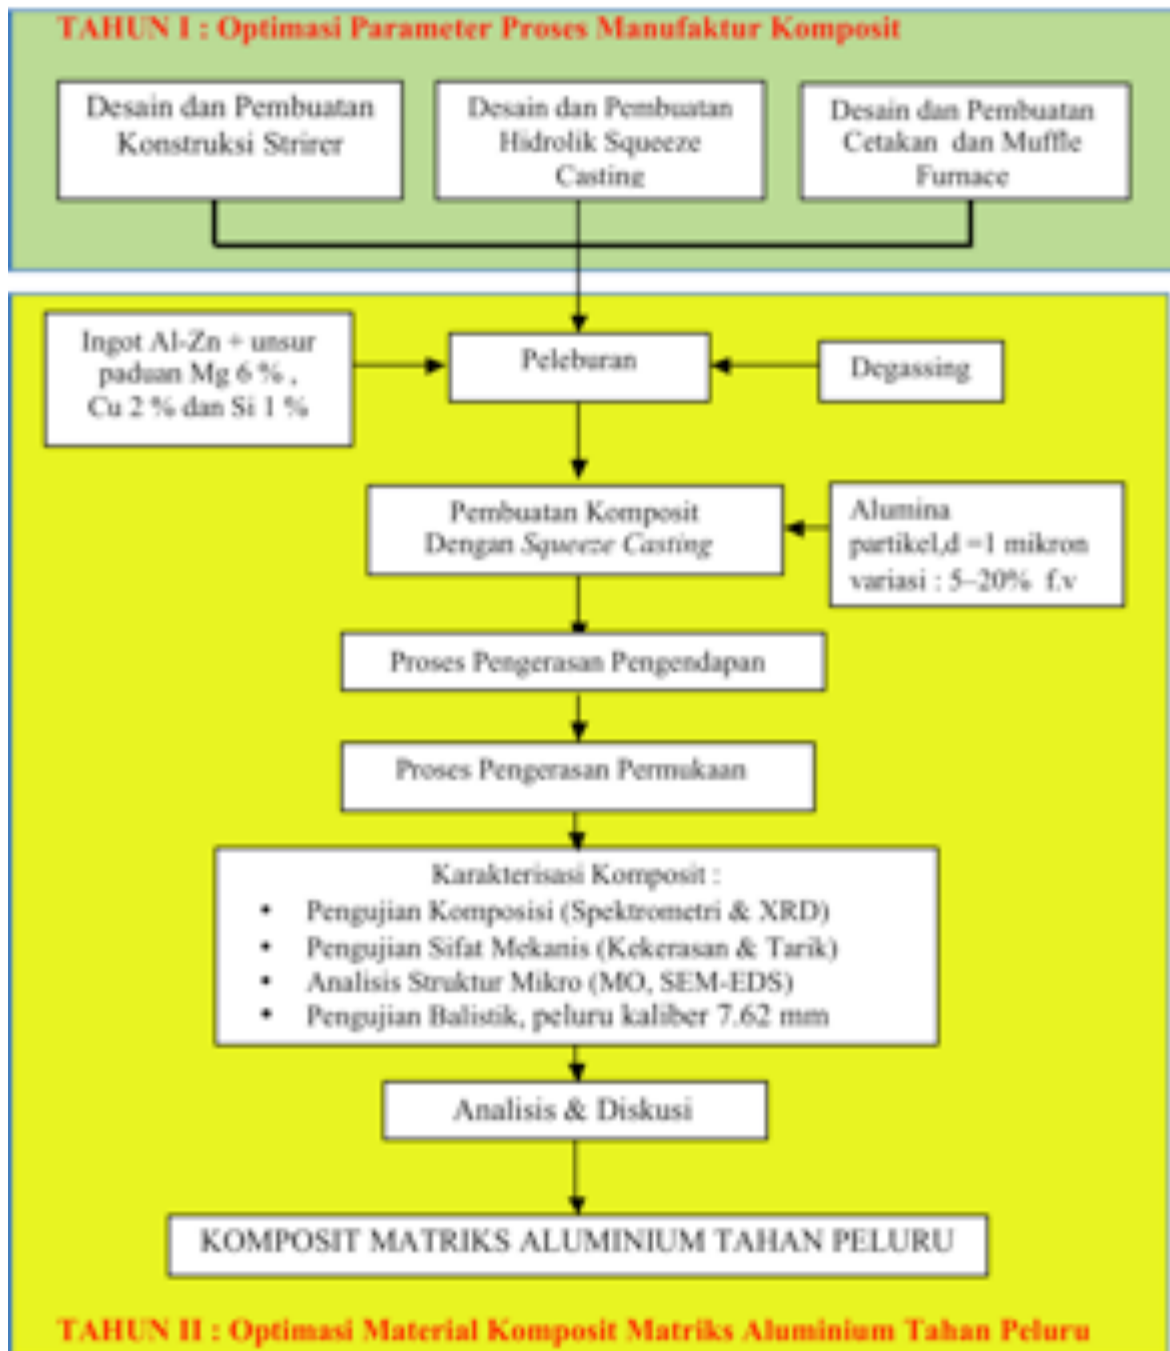 TAHUN I : Optimasi Parameter Proses Manufaktur Komposit
Desain dan Pembuatan
Konstruksi Strirer
Desain dan Pembuatan
Hidrolik Squeeze
Casting
Desain dan Pembuatan
Cetakan dan Muffle
Furnace
Ingot Al-Zn + unsur
paduan Mg 6 % ,
Cu 2 % dan Si 1 %
Peleburan
Degassing
Pembuatan Komposit
Dengan Squeeze Casting
Alumina
partikel,d =1 mikron
variasi : 5–20% f.v
Proses Pengerasan Pengendapan
Proses Pengerasan Permukaan
Karakterisasi Komposit :
• Pengujian Komposisi (Spektrometri & XRD)
• Pengujian Sifat Mekanis (Kekerasan & Tarik)
• Analisis Struktur Mikro (MO, SEM-EDS)
• Pengujian Balistik, peluru kaliber 7.62 mm
Analisis & Diskusi
KOMPOSIT MATRIKS ALUMINIUM TAHAN PELURU
TAHUN II : Optimasi Material Komposit Matriks Aluminium Tahan Peluru